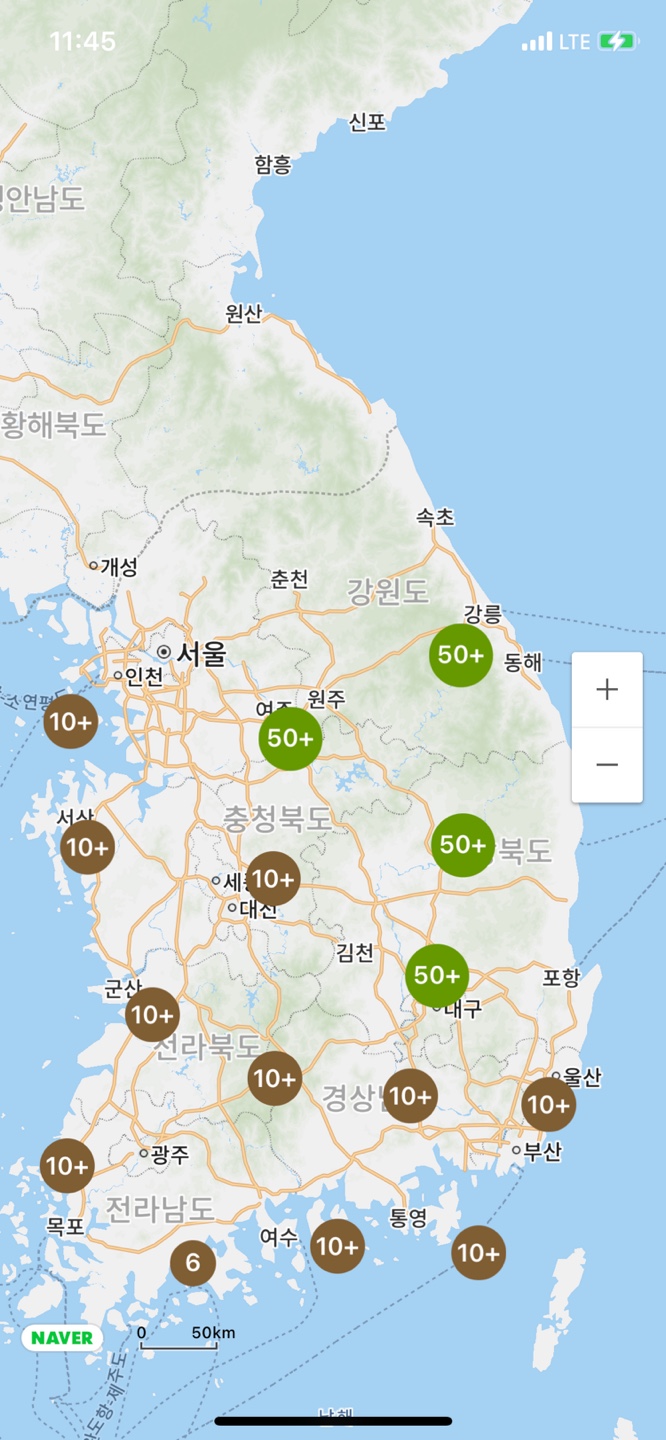 11:45
LTE
신포
함흥
안남도
원산
황해북도
속초
개성
춘천
강원도
강릉
서울
50+
동해
인천
10+
원주
50+
+
−
서산
충청북도
10+
50+
북도
10+
대전
김천
50+
군산
포항
대구
10+
전라북도
10+
10+
울산
10+
광주
부산
10+
전라남도
목포
통영
여수
10+
10+
6
NAVER
0 50km